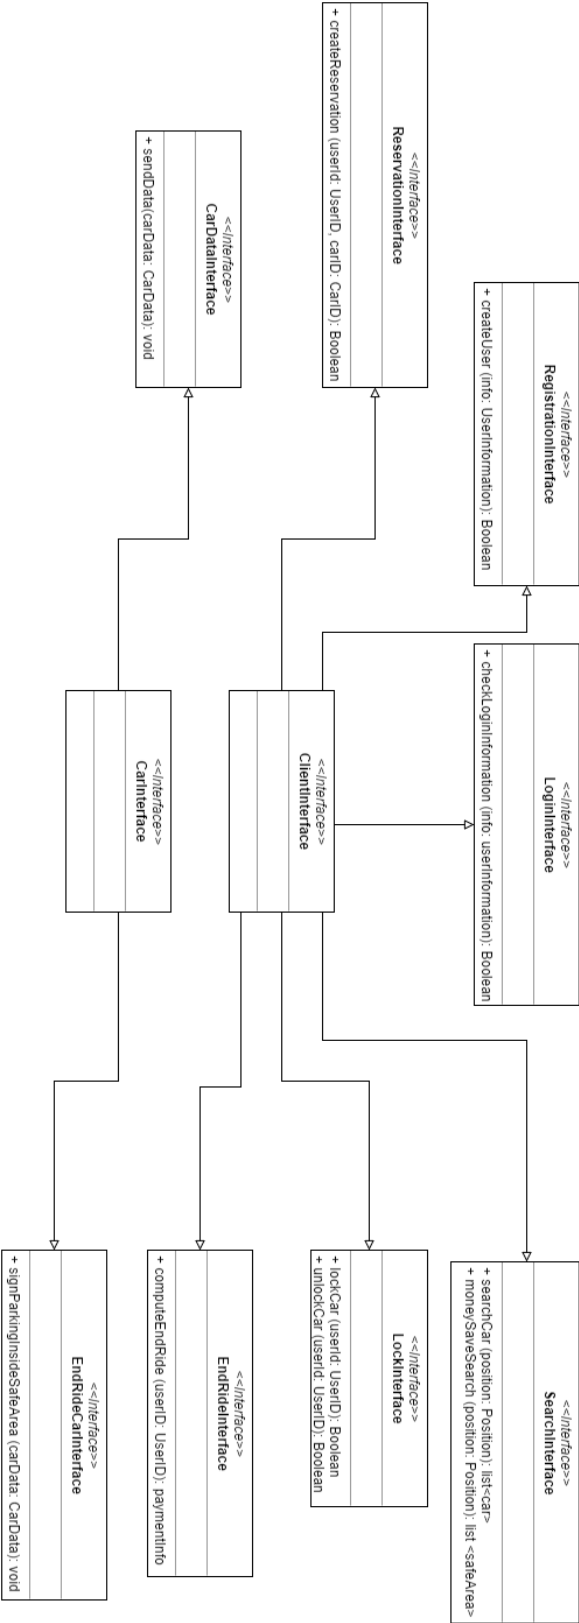 <<Interface>>
RegistrationInterface
+ createUser (info: UserInformation): Boolean
<<Interface>>
LoginInterface
+ checkLoginInformation (info: userInformation): Boolean
<<Interface>>
SearchInterface
+ searchCar (position: Position): list<car>
+ moneySaveSearch (position: Position): list <safeArea>
<<Interface>>
ReservationInterface
+ createReservation (userId: UserID, carID: CarID): Boolean
<<Interface>>
ClientInterface
<<Interface>>
LockInterface
+ lockCar (userId: UserID): Boolean
+ unlockCar (userId: UserID): Boolean
<<Interface>>
CarDataInterface
+ sendData(carData: CarData): void
<<Interface>>
EndRideInterface
+ computeEndRide (userID: UserID): paymentInfo
<<Interface>>
CarInterface
<<Interface>>
EndRideCarInterface
+ signParkingInsideSafeArea (carData: CarData): void